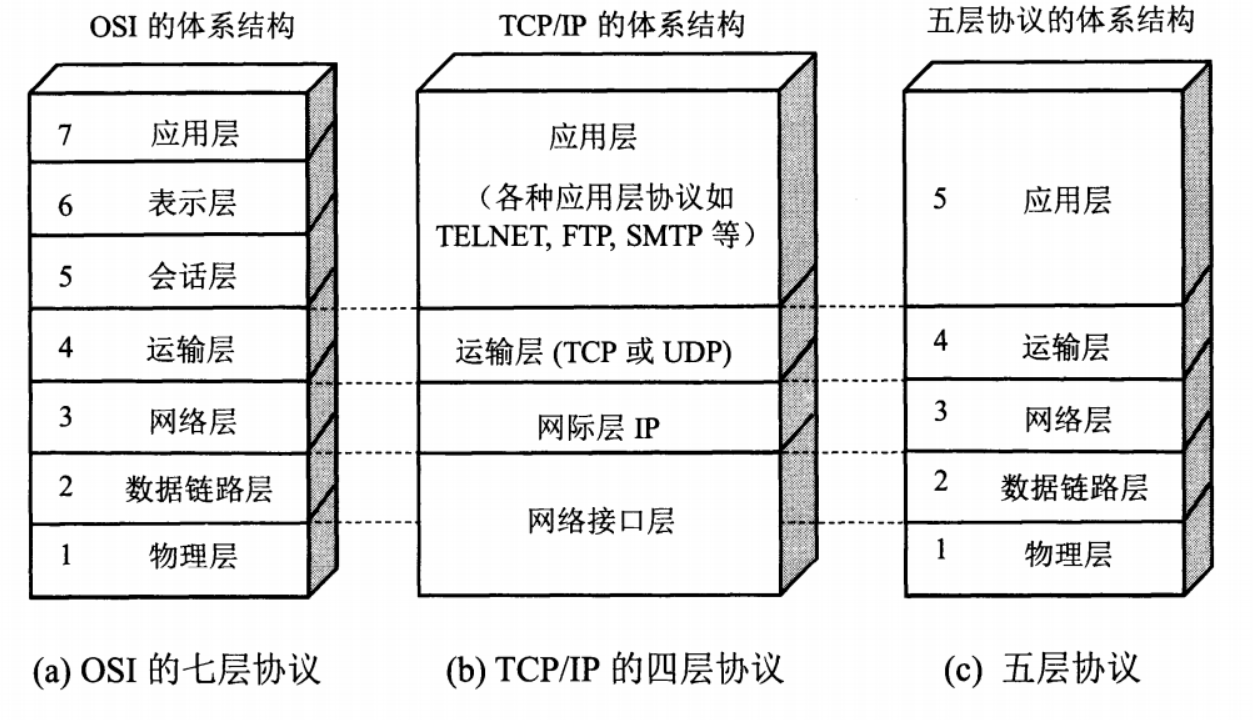 OSI 的体系结构
7 应用层
6 表示层
5 会话层
4 运输层
3 网络层
2 数据链路层
1 物理层
(a) OSI 的七层协议
TCP/IP 的体系结构
应用层
（各种应用层协议如
TELNET, FTP, SMTP 等）
运输层 (TCP 或 UDP)
网际层 IP
网络接口层
(b) TCP/IP 的四层协议
五层协议的体系结构
5 应用层
4 运输层
3 网络层
2 数据链路层
1 物理层
(c) 五层协议